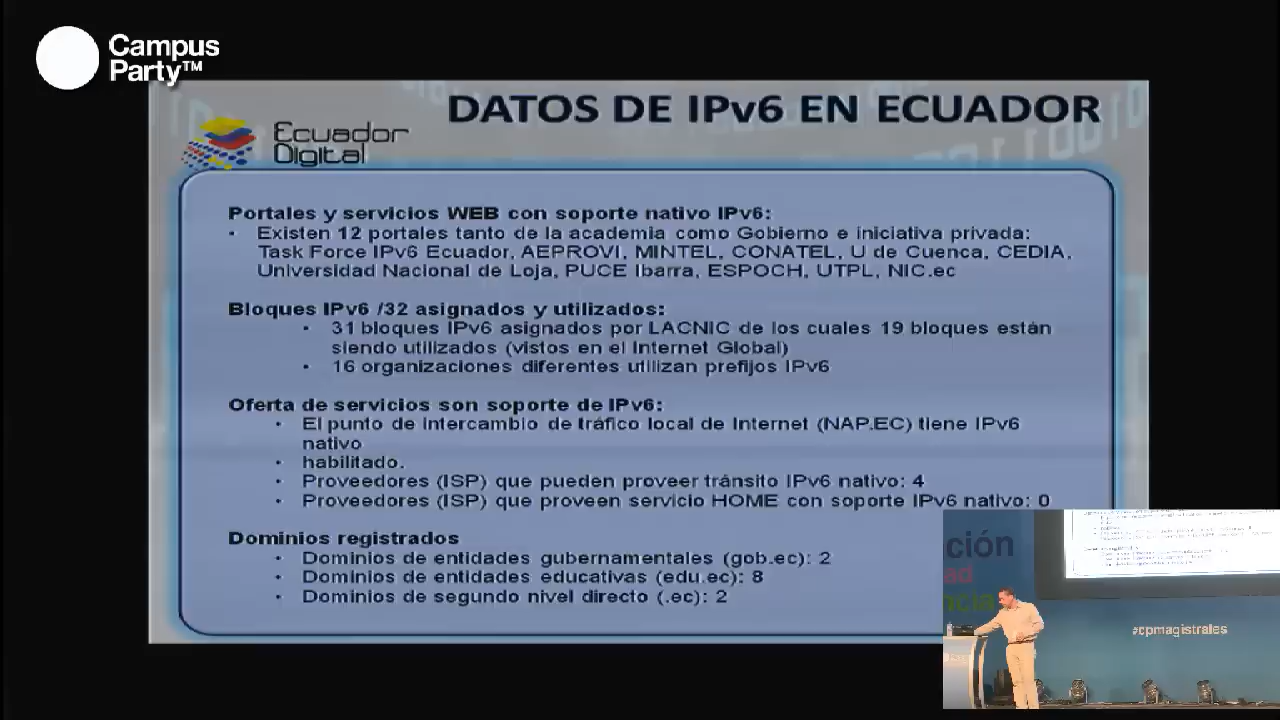 Campus
Party™
DATOS DE IPv6 EN ECUADOR
Ecuador
Digital
Portales y servicios WEB con soporte nativo IPv6:
• Existen 12 portales tanto de la academia como Gobierno e iniciativa privada:
Task Force IPv6 Ecuador, AEPROVI, MINTEL, CONATEL, U de Cuenca, CEDIA,
Universidad Nacional de Loja, PUCE Ibarra, ESPOCH, UTPL, NIC.ec
Bloques IPv6 /32 asignados y utilizados:
• 31 bloques IPv6 asignados por LACNIC de los cuales 19 bloques están
siendo utilizados (vistos en el Internet Global)
• 16 organizaciones diferentes utilizan prefijos IPv6
Oferta de servicios son soporte de IPv6:
• El punto de intercambio de tráfico local de Internet (NAP.EC) tiene IPv6
nativo
• habilitado.
• Proveedores (ISP) que pueden proveer tránsito IPv6 nativo: 4
• Proveedores (ISP) que proveen servicio HOME con soporte IPv6 nativo: 0
Dominios registrados
• Dominios de entidades gubernamentales (gob.ec): 2
• Dominios de entidades educativas (edu.ec): 8
• Dominios de segundo nivel directo (.ec): 2
ción
ad
ncia
#cpmagistrales